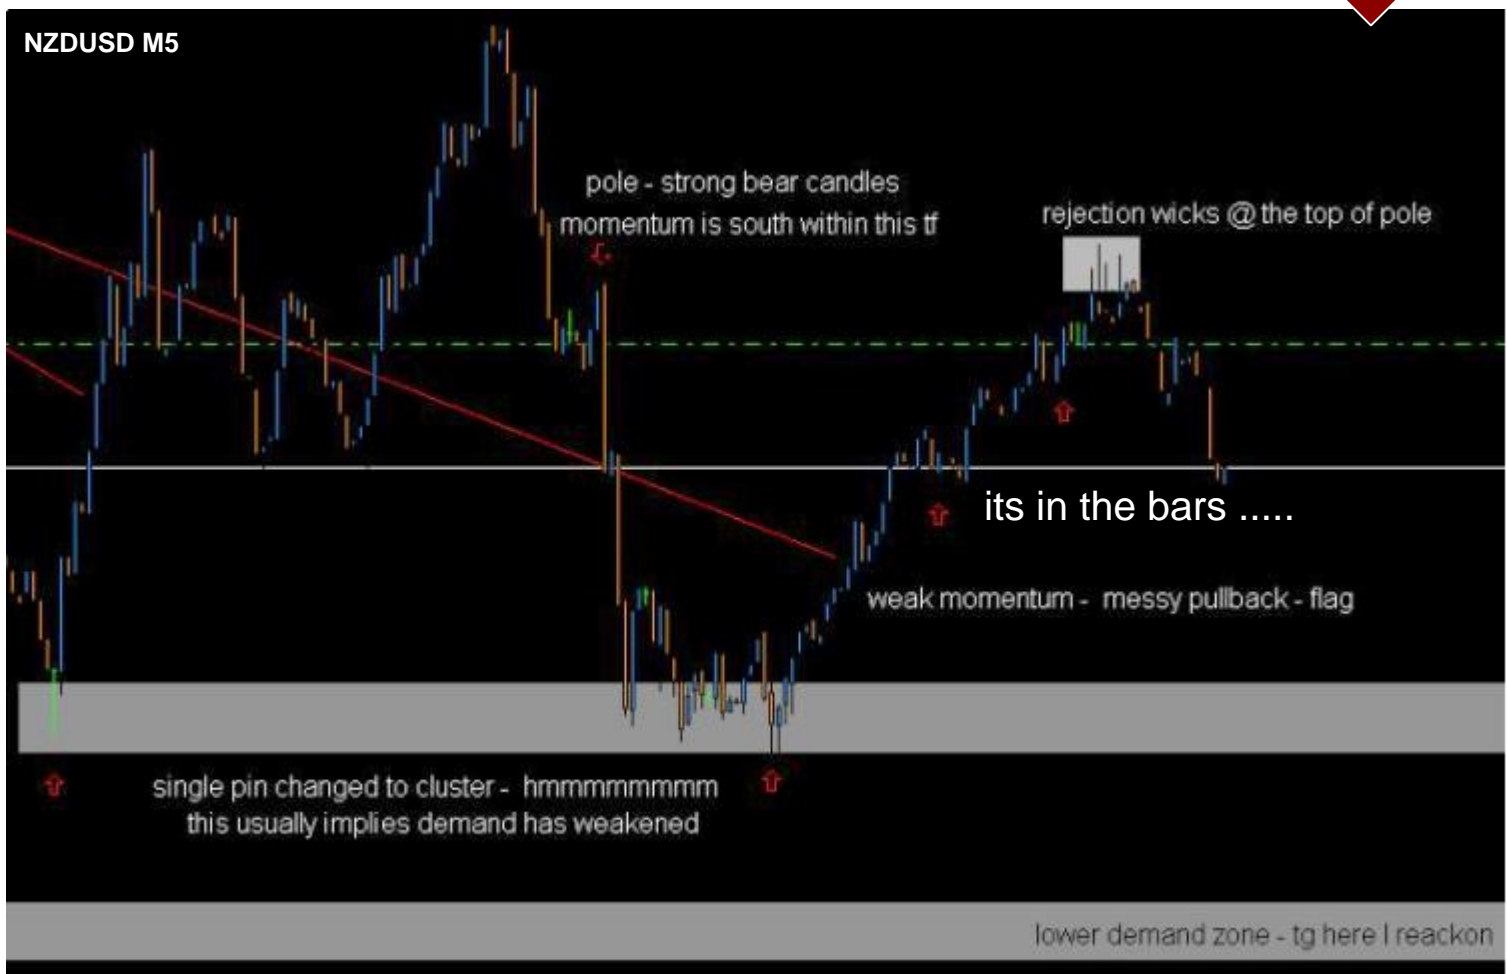 NZDUSD M5
pole - strong bear candles
momentum is south within this tf
rejection wicks @ the top of pole
its in the bars .....
weak momentum - messy pullback - flag
single pin changed to cluster - hmmmmmmmmm
this usually implies demand has weakened
lower demand zone - tg here I reackon